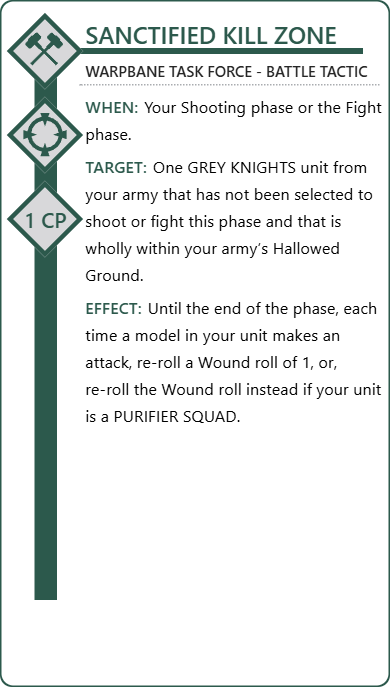 SANCTIFIED KILL ZONE
WARPBANE TASK FORCE - BATTLE TACTIC
WHEN: Your Shooting phase or the Fight
phase.
TARGET: One GREY KNIGHTS unit from
your army that has not been selected to
shoot or fight this phase and that is
wholly within your army’s Hallowed
Ground.
1 CP
EFFECT: Until the end of the phase, each
time a model in your unit makes an
attack, re-roll a Wound roll of 1, or,
re-roll the Wound roll instead if your unit
is a PURIFIER SQUAD.